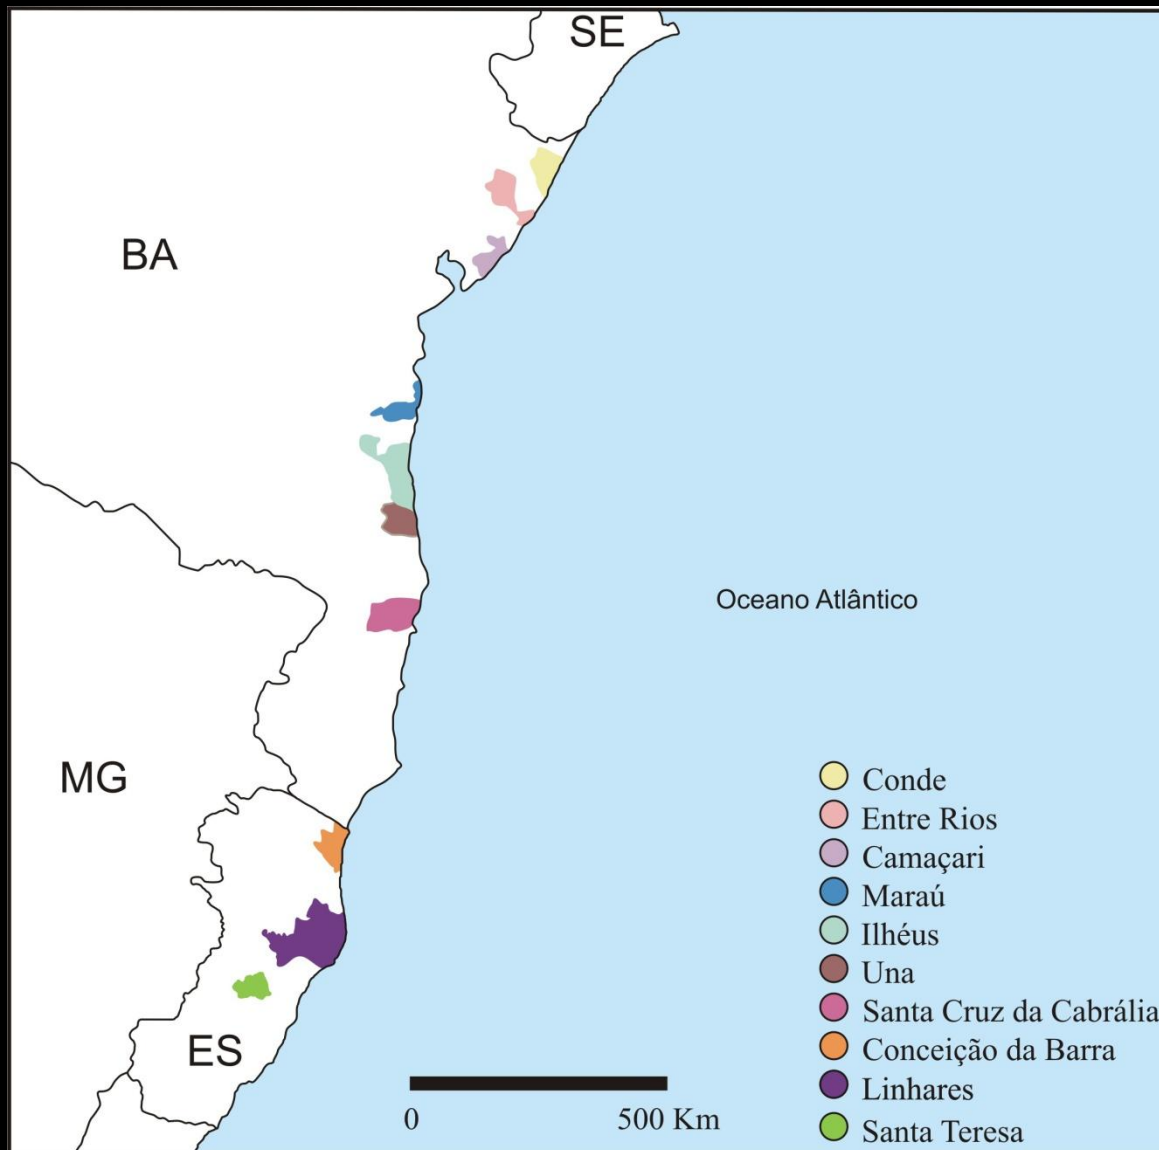 SE
BA
Oceano Atlântico
MG
Conde
Entre Rios
Camaçari
Maraú
Ilhéus
Una
Santa Cruz da Cabrália
Conceição da Barra
ES
Linhares
0 500 Km
Santa Teresa